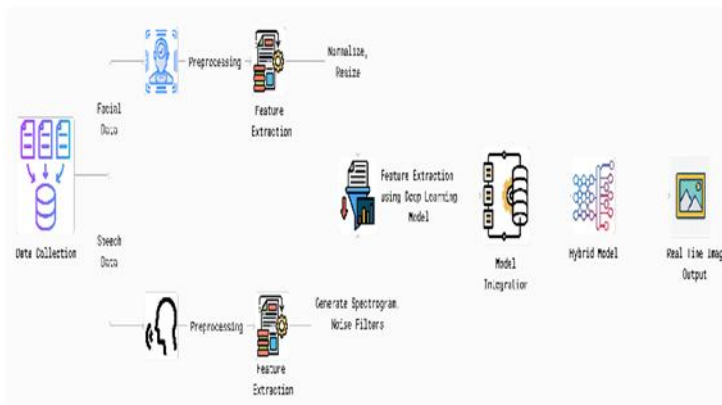 Preprocessing
Normalize,
Resize
Feature
Extraction
Facial
Data
Data Collection
Feature Extraction
using Deep Learning
Model
Model
Integration
Hybrid Model
Real Time Imag
Output
Speech
Data
Preprocessing
Generate Spectrogram,
Noise Filters
Feature
Extraction